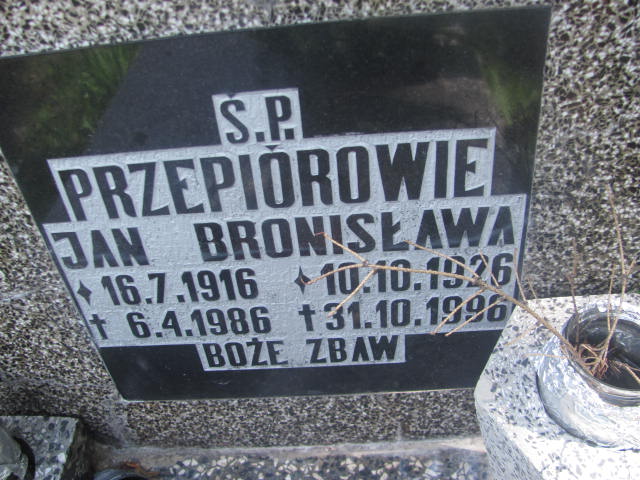 Ś.P.
PRZEPIÓROWIE
JAN BRONISŁAWA
16.7.1916 10.10.1926
† 6.4.1986 † 31.10.1996
BOŻE ZBAW